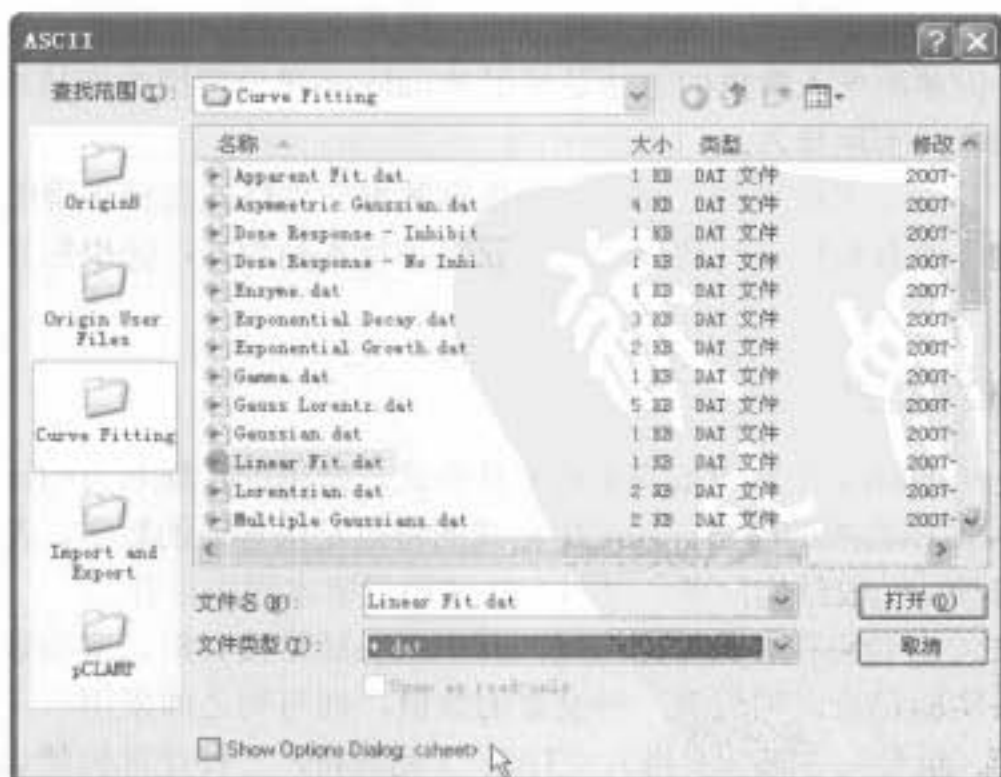 ASCII
查找范围(I):
Curve Fitting
名称 大小 类型 修改
Apparent Fit.dat 1 KB DAT 文件 2007-
Asymmetric Gaussian.dat 4 KB DAT 文件 2007-
Dose Response - Inhibit 1 KB DAT 文件 2007-
Dose Response - No Inhi... 1 KB DAT 文件 2007-
Enzyme.dat 1 KB DAT 文件 2007-
Exponential Decay.dat 3 KB DAT 文件 2007-
Exponential Growth.dat 2 KB DAT 文件 2007-
Gamma.dat 1 KB DAT 文件 2007-
Gauss Lorentz.dat 5 KB DAT 文件 2007-
Gaussian.dat 1 KB DAT 文件 2007-
Linear Fit.dat 1 KB DAT 文件 2007-
Lorentzian.dat 2 KB DAT 文件 2007-
Multiple Gaussians.dat 2 KB DAT 文件 2007-
Origin8
Origin User
Files
Curve Fitting
Import and
Export
pCLAMP
文件名(N): Linear Fit.dat 打开(O)
文件类型(T): 取消
Open as read-only
Show Options Dialog: <sheet>